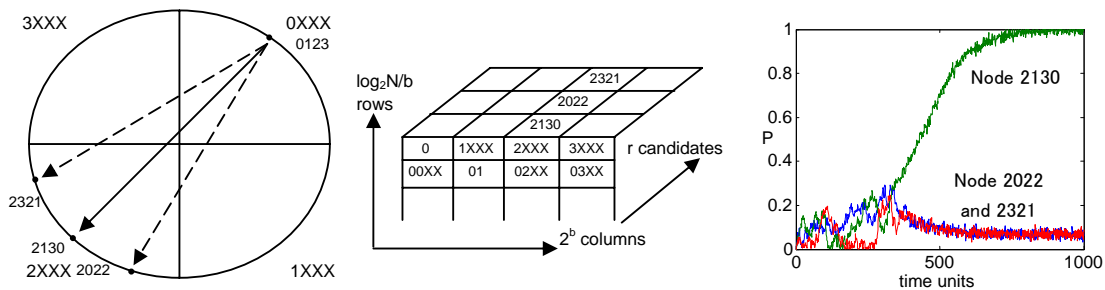 3XXX
0XXX
0123
2321
2130
2XXX
2022
1XXX
log₂N/b
rows
2321
2022
2130
0 1XXX 2XXX 3XXX
00XX 01 02XX 03XX
r candidates
2ᵇ columns
1
0.8
0.6
0.4
0.2
0
P
Node 2130
Node 2022
and 2321
0 500 1000
time units